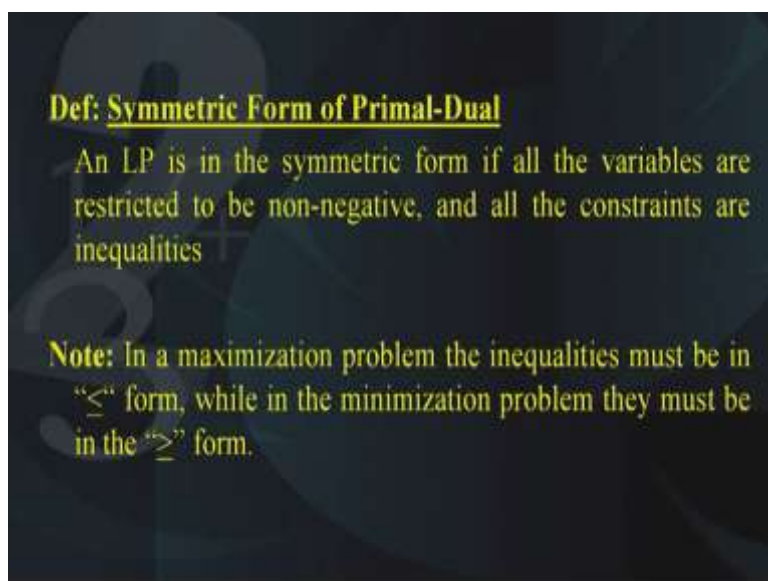 Def: Symmetric Form of Primal-Dual
An LP is in the symmetric form if all the variables are
restricted to be non-negative, and all the constraints are
inequalities
Note: In a maximization problem the inequalities must be in
“≤“ form, while in the minimization problem they must be
in the “≥” form.